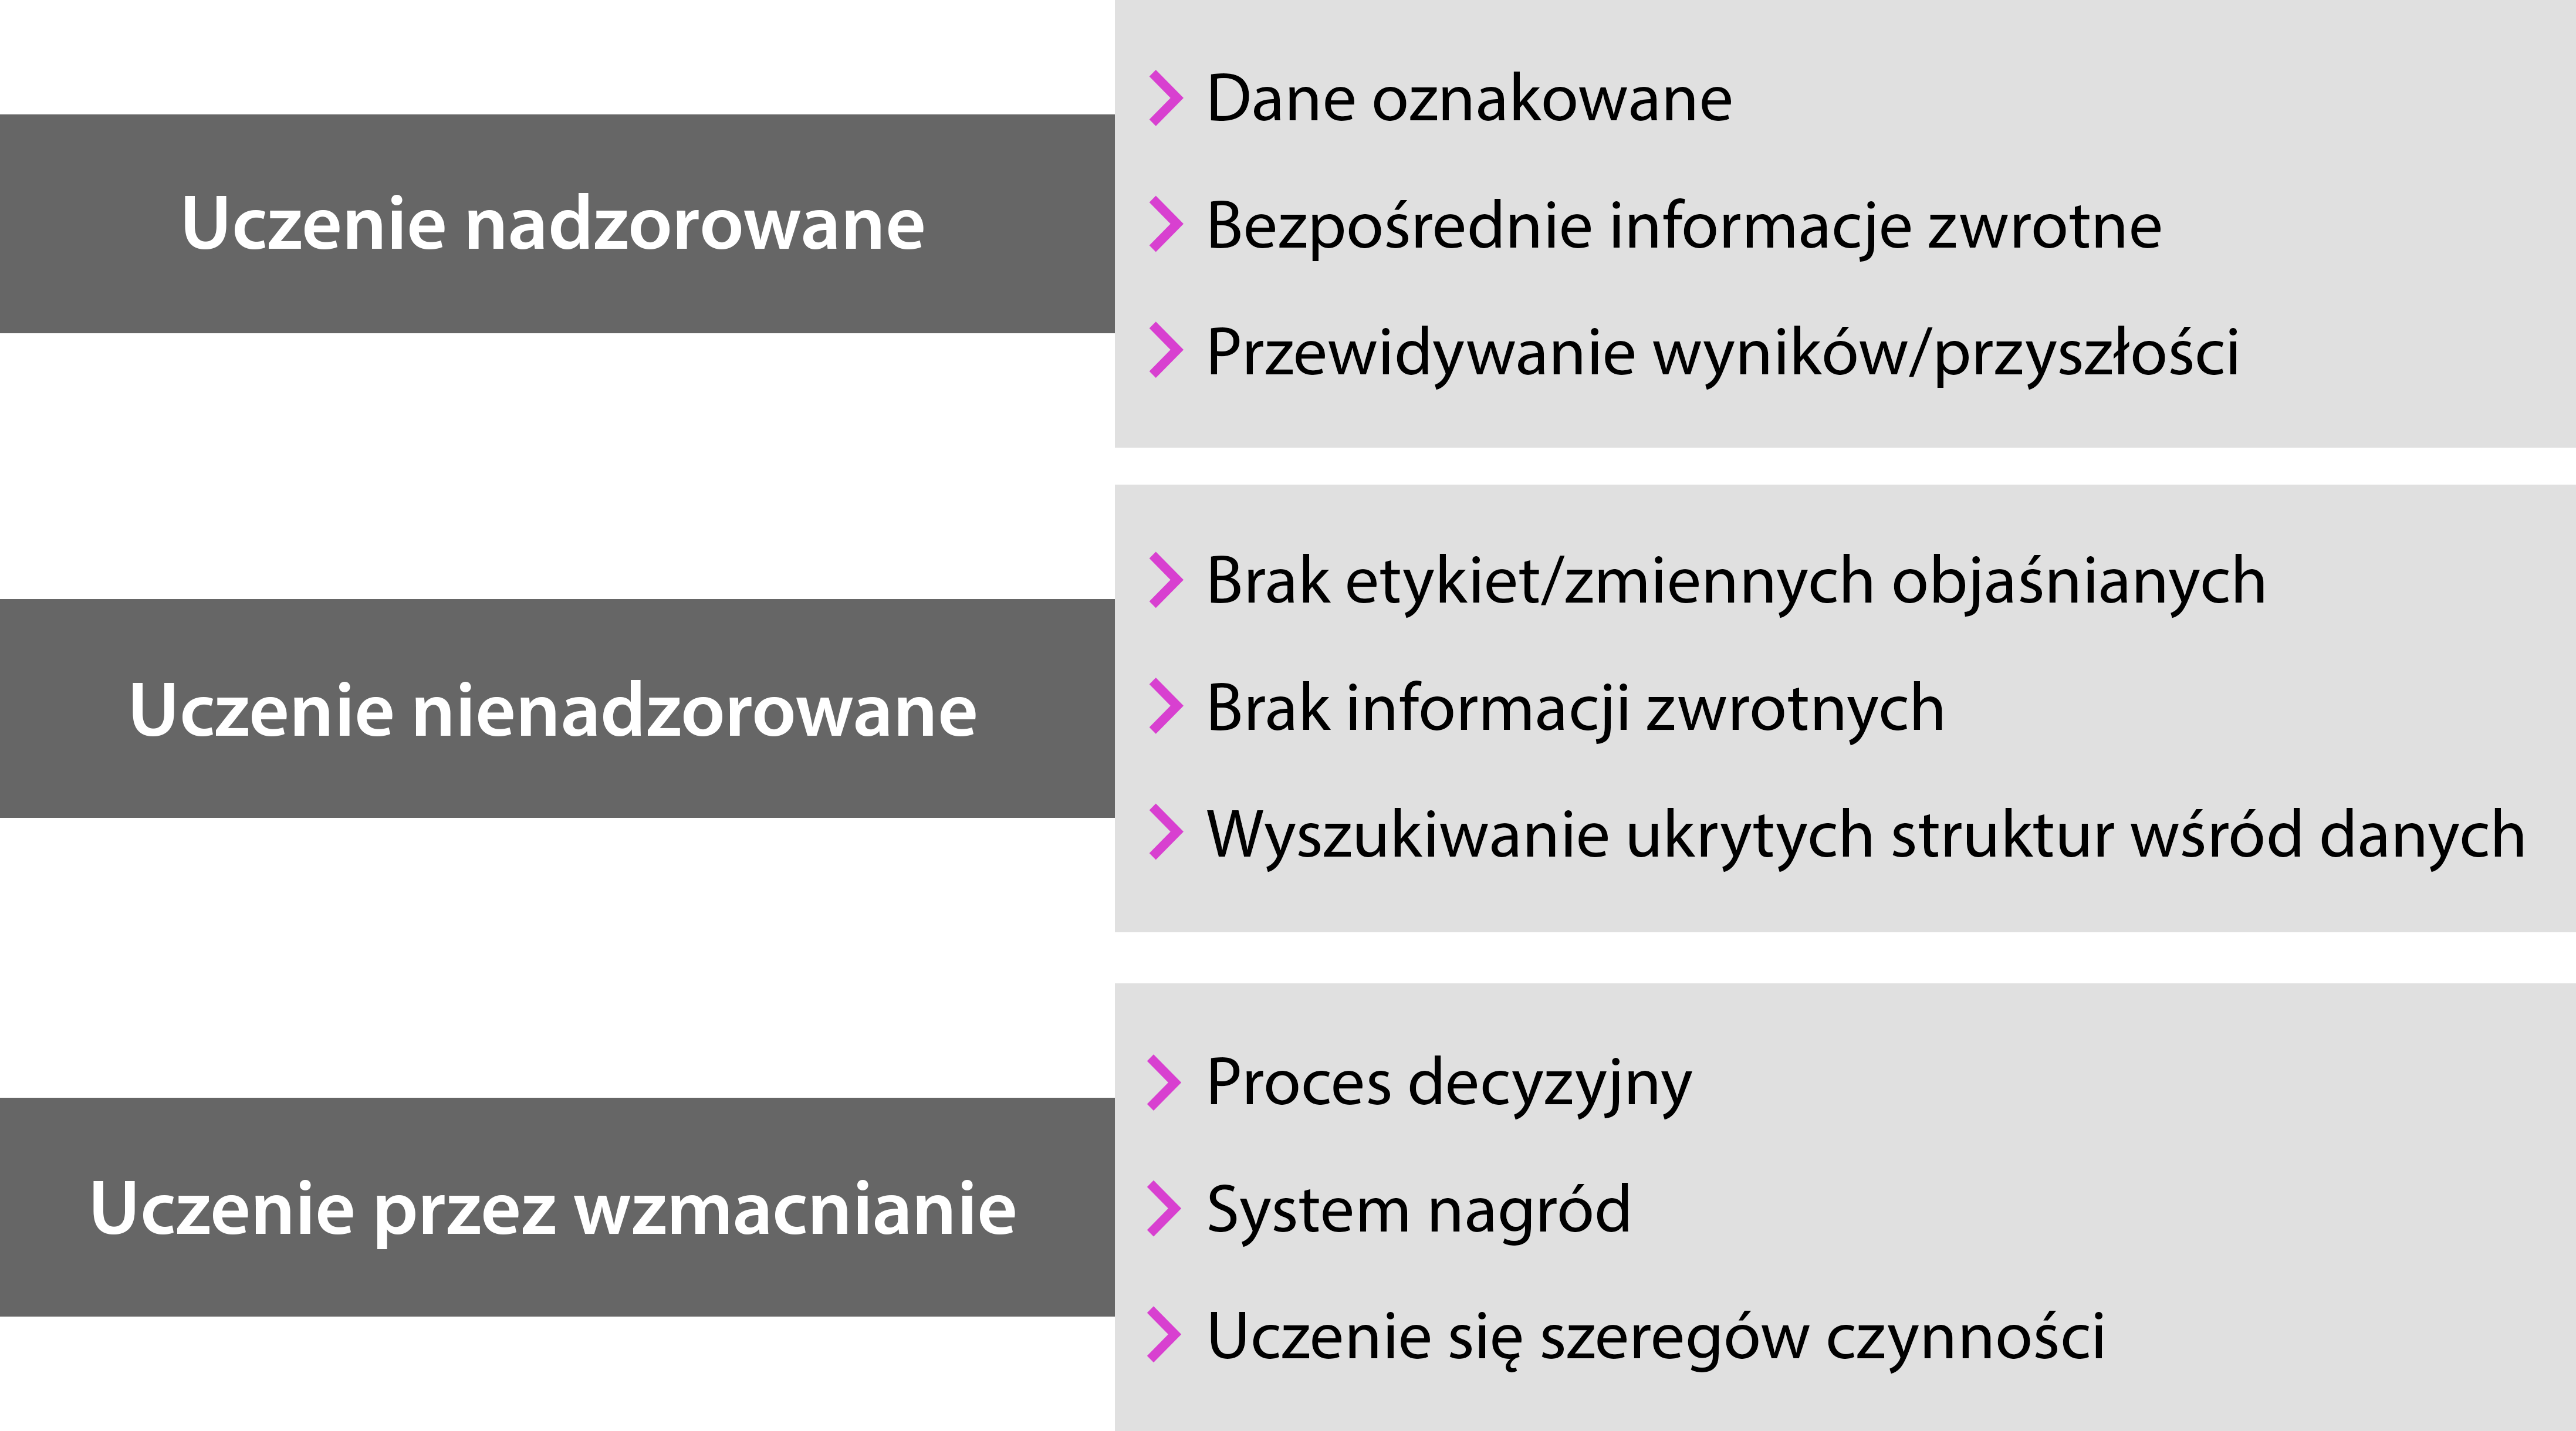 Uczenie nadzorowane
Dane oznakowane
Bezpośrednie informacje zwrotne
Przewidywanie wyników/przyszłości
Uczenie nienadzorowane
Brak etykiet/zmiennych objaśnianych
Brak informacji zwrotnych
Wyszukiwanie ukrytych struktur wśród danych
Uczenie przez wzmacnianie
Proces decyzyjny
System nagród
Uczenie się szeregów czynności